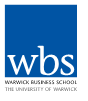 wbs
WARWICK BUSINESS SCHOOL
THE UNIVERSITY OF WARWICK